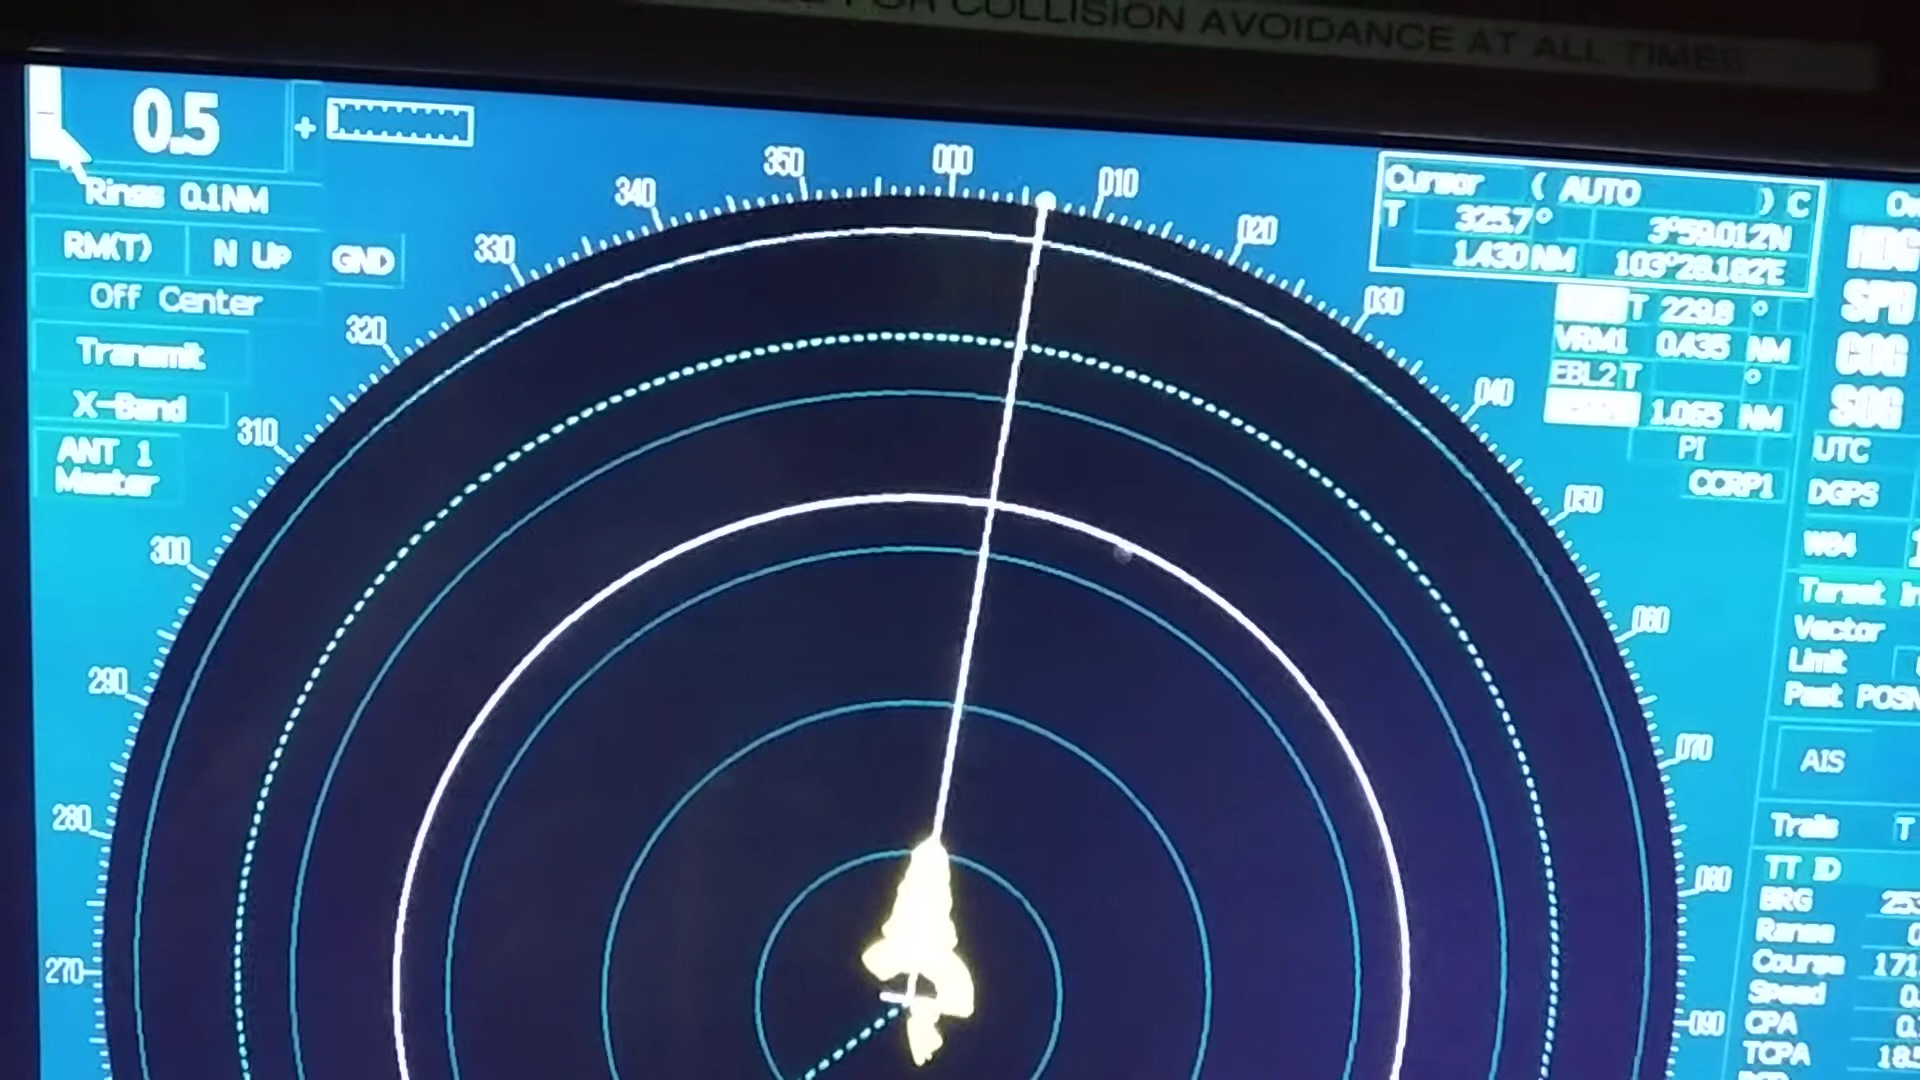 FOR COLLISION AVOIDANCE AT ALL TIMES
0.5
+
Rings 0.1NM
RM(T) N Up GND
Off Center
Transmit
X-Band
ANT 1
Master
270
280
290
300
310
320
330
340
350
000
010
020
030
040
050
060
070
080
090
Cursor ( AUTO ) C
T 325.7° 3°59.012'N
1.430 NM 103°28.182'E
T 229.8 °
VRM1 0.435 NM
EBL2 T °
1.065 NM
PI
CCRP1
HDG
SPD
COG
SOG
UTC
DGPS
W84
Target
Vector
Limit
Past POSN
AIS
Trails T
TT ID
BRG
Range
Course
Speed
CPA
TCPA